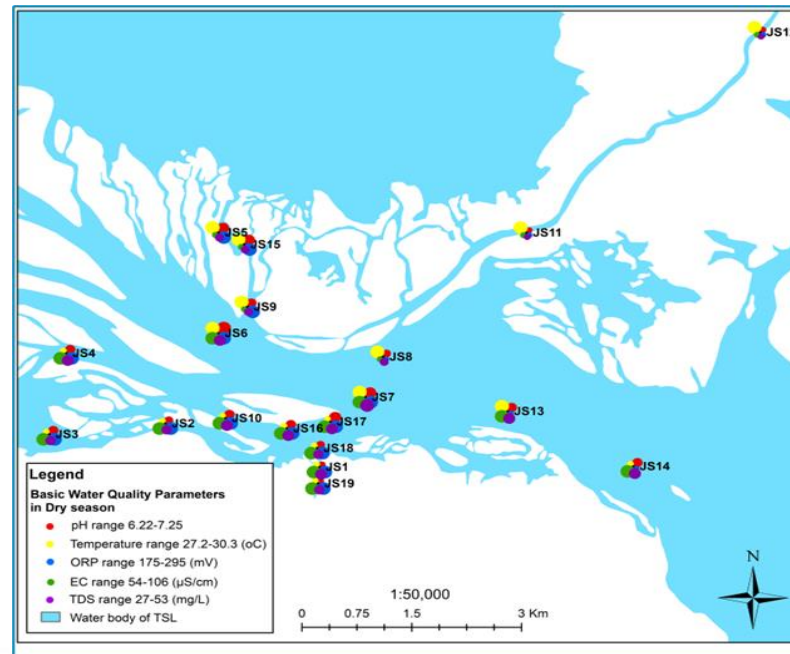 JS1
JS5
JS15
JS11
JS9
JS6
JS4
JS8
JS7
JS13
JS10
JS2
JS17
JS16
JS3
JS18
JS14
JS1
JS19
Legend
Basic Water Quality Parameters
in Dry season
pH range 6.22-7.25
Temperature range 27.2-30.3 (oC)
ORP range 175-295 (mV)
EC range 54-106 (µS/cm)
TDS range 27-53 (mg/L)
Water body of TSL
1:50,000
0 0.75 1.5 3 Km
N